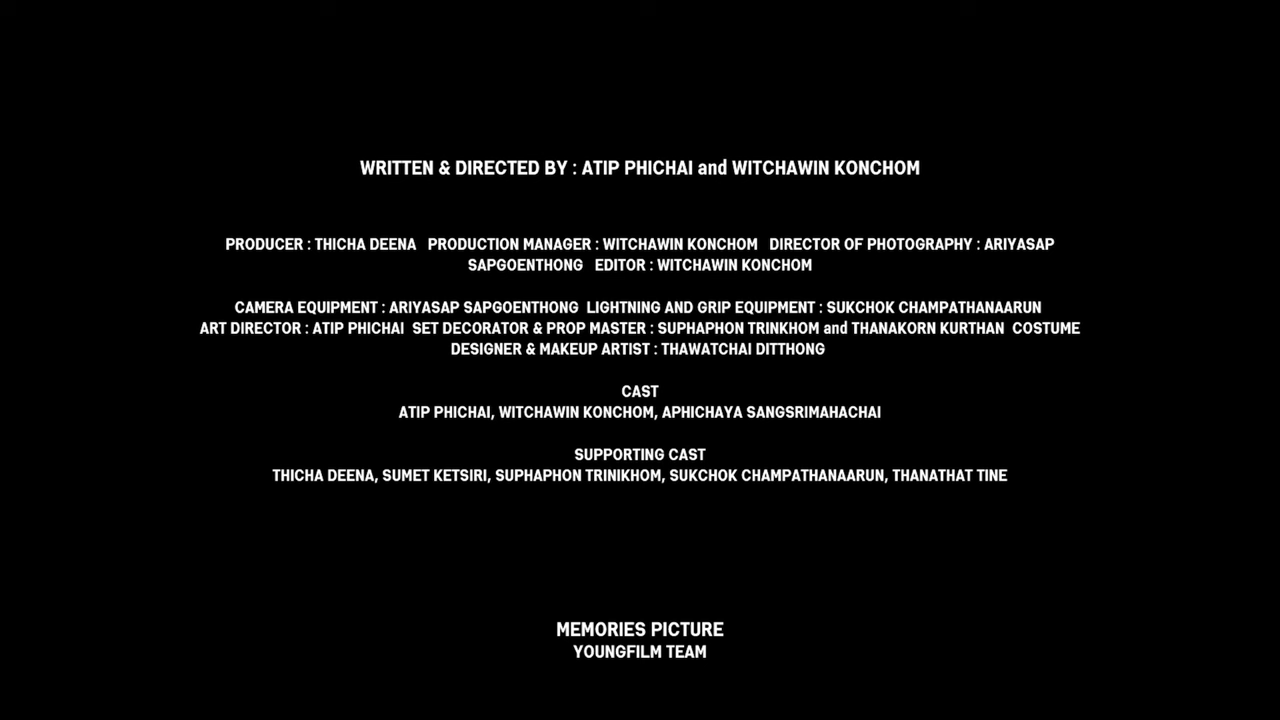 WRITTEN & DIRECTED BY : ATIP PHICHAI and WITCHAWIN KONCHOM
PRODUCER : THICHA DEENA PRODUCTION MANAGER : WITCHAWIN KONCHOM DIRECTOR OF PHOTOGRAPHY : ARIYASAP
SAPGOENTHONG EDITOR : WITCHAWIN KONCHOM
CAMERA EQUIPMENT : ARIYASAP SAPGOENTHONG LIGHTNING AND GRIP EQUIPMENT : SUKCHOK CHAMPATHANAARUN
ART DIRECTOR : ATIP PHICHAI SET DECORATOR & PROP MASTER : SUPHAPHON TRINKHOM and THANAKORN KURTHAN COSTUME
DESIGNER & MAKEUP ARTIST : THAWATCHAI DITTHONG
CAST
ATIP PHICHAI, WITCHAWIN KONCHOM, APHICHAYA SANGSRIMAHACHAI
SUPPORTING CAST
THICHA DEENA, SUMET KETSIRI, SUPHAPHON TRINIKHOM, SUKCHOK CHAMPATHANAARUN, THANATHAT TINE
MEMORIES PICTURE
YOUNGFILM TEAM